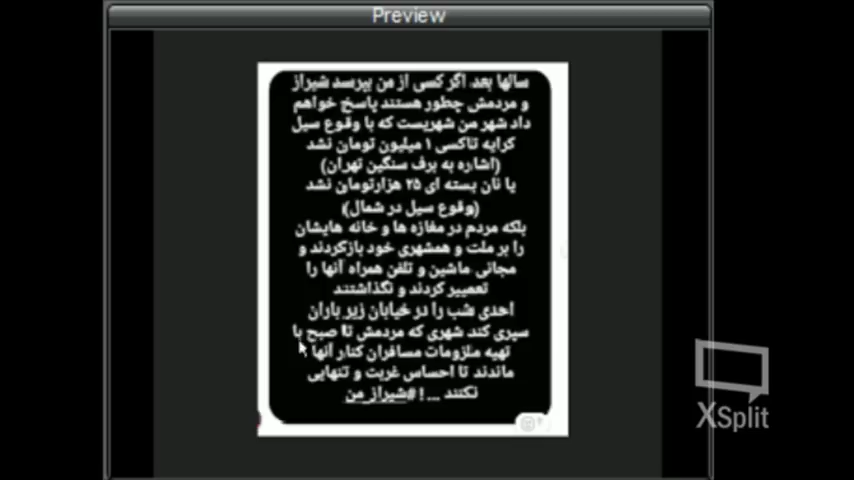 Preview
سالها بعد اگر کسی از من بپرسد شیراز
و مردمش چطور هستند پاسخ خواهم
داد شهر من شهریست که با وقوع سیل
کرایه تاکسی ۱ میلیون تومان نشد
(اشاره به برف سنگین تهران)
یا نان بسته ای ۲۵ هزارتومان نشد
(وقوع سیل در شمال)
بلکه مردم در مغازه ها و خانه هایشان
را بر ملت و همشهری خود بازکردند و
مجانی ماشین و تلفن همراه آنها را
تعمییر کردند و نگذاشتند
احدی شب را در خیابان زیر باران
سپری کند شهری که مردمش تا صبح با
تهیه ملزومات مسافران کنار آنها
ماندند تا احساس غربت و تنهایی
نکنند ... ! #شیراز_من
XSplit